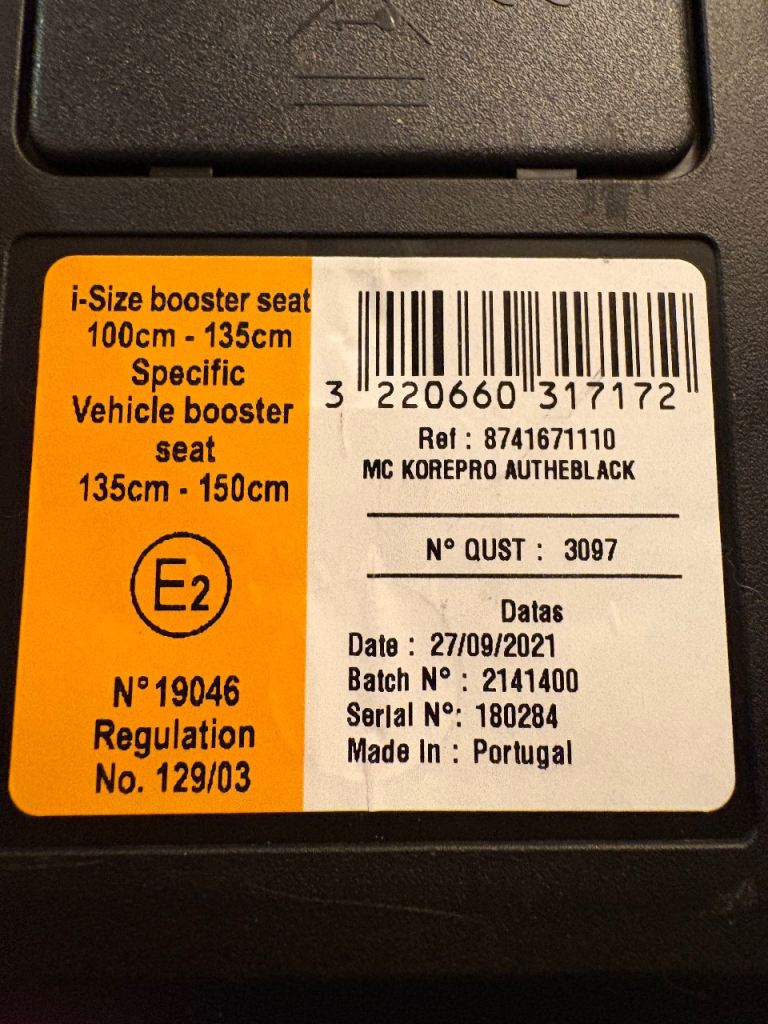 i-Size booster seat
100cm - 135cm
Specific
Vehicle booster
seat
135cm - 150cm
E2
N° 19046
Regulation
No. 129/03
3 220660 317172
Ref : 8741671110
MC KOREPRO AUTHEBLACK
N° QUST : 3097
Datas
Date : 27/09/2021
Batch N° : 2141400
Serial N°: 180284
Made In : Portugal